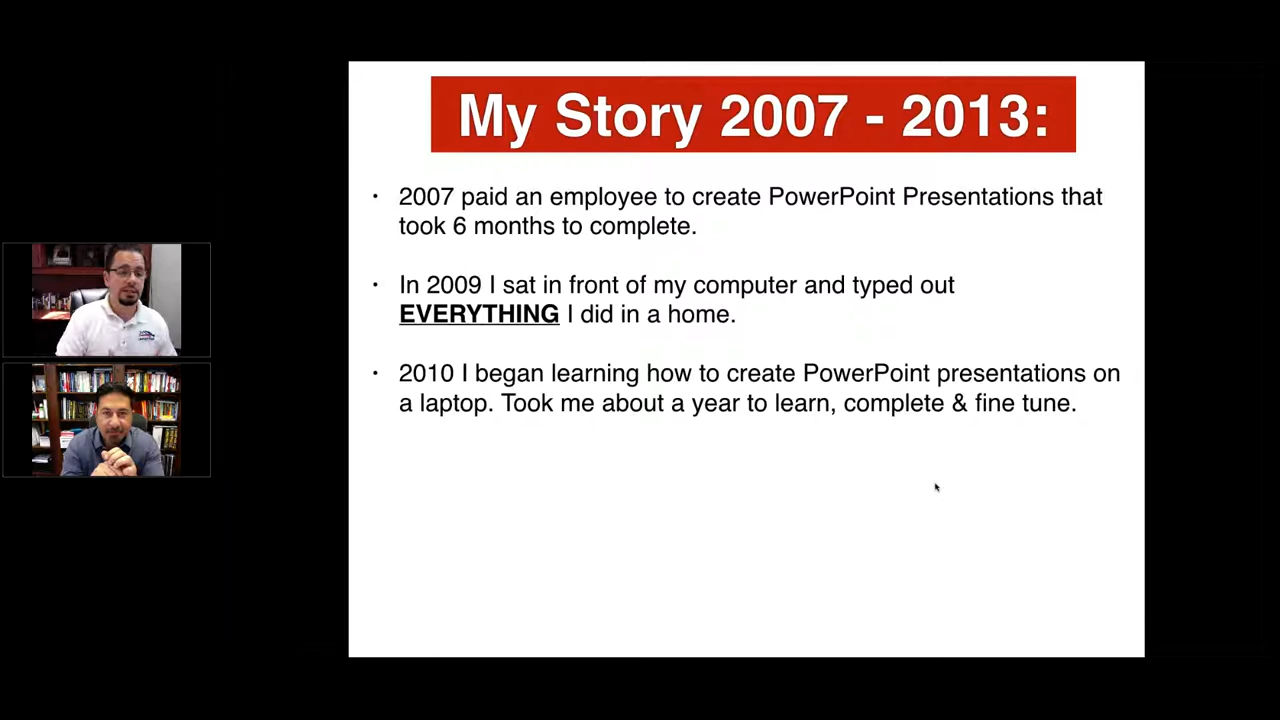 My Story 2007 - 2013:
• 2007 paid an employee to create PowerPoint Presentations that
took 6 months to complete.
• In 2009 I sat in front of my computer and typed out
EVERYTHING I did in a home.
• 2010 I began learning how to create PowerPoint presentations on
a laptop. Took me about a year to learn, complete & fine tune.